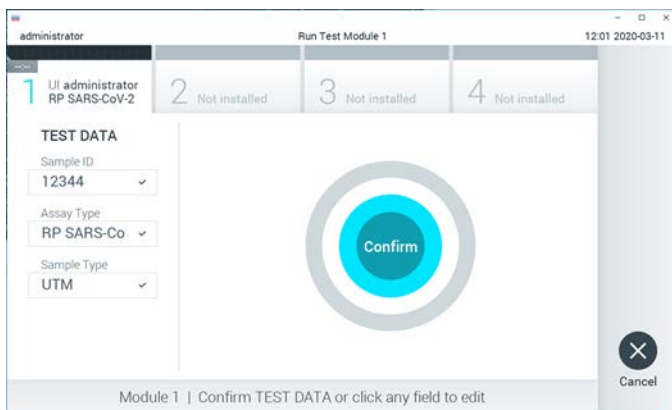 administrator Run Test Module 1 12:01 2020-03-11
1 UI administrator
RP SARS-CoV-2
2 Not installed
3 Not installed
4 Not installed
TEST DATA
Sample ID
12344
Assay Type
RP SARS-Co
Sample Type
UTM
Confirm
Cancel
Module 1 | Confirm TEST DATA or click any field to edit